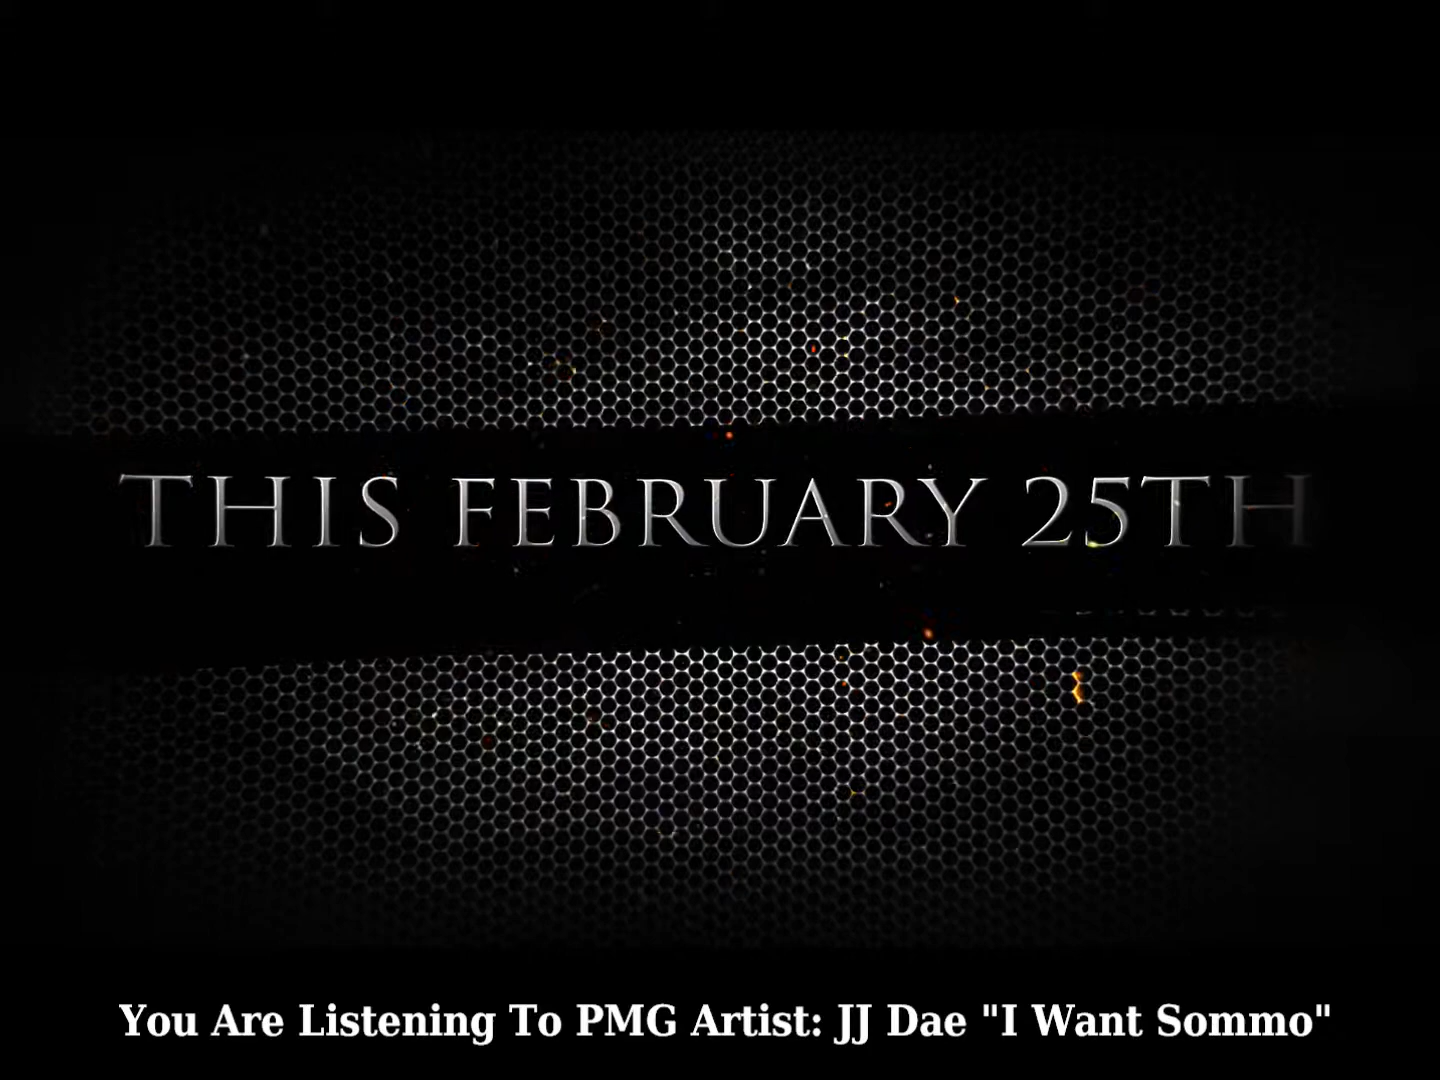 THIS FEBRUARY 25TH
You Are Listening To PMG Artist: JJ Dae "I Want Sommo"